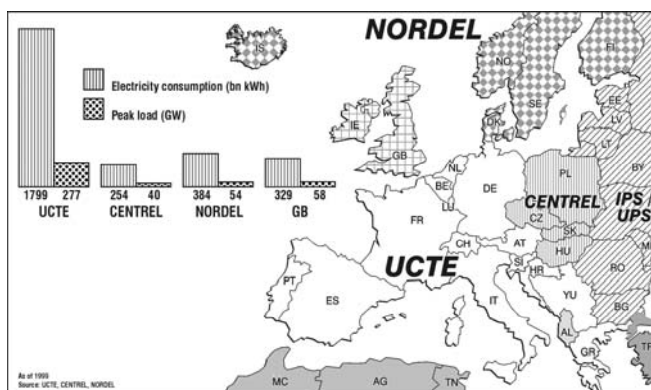 NORDEL
IS
FI
NO
SE
Electricity consumption (bn kWh)
Peak load (GW)
EE
LV
LT
DK
IE
GB
BY
NL
BE
LU
DE
PL
CENTREL
IPS /
UPS
CZ
SK
1799 277
254 40
384 54
329 58
UCTE
CENTREL
NORDEL
GB
FR
CH
AT
HU
SI
HR
RO
UCTE
PT
ES
IT
YU
BG
AL
GR
As of 1999
Source: UCTE, CENTREL, NORDEL
MC
AG
TN